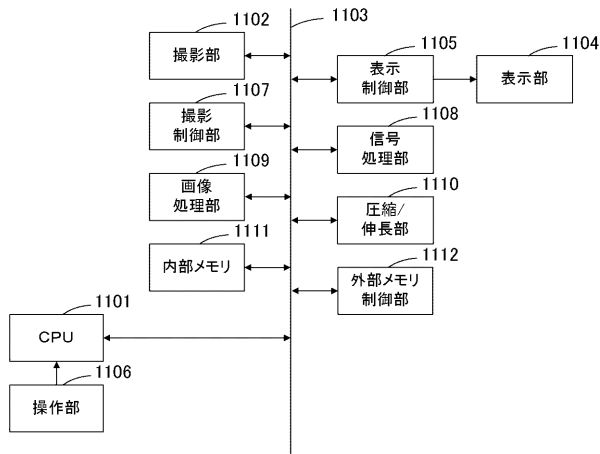 1102
撮影部
1103
1105
表示
制御部
1104
表示部
1107
撮影
制御部
1108
信号
処理部
1109
画像
処理部
1110
圧縮/
伸長部
1111
内部メモリ
1112
外部メモリ
制御部
1101
CPU
1106
操作部